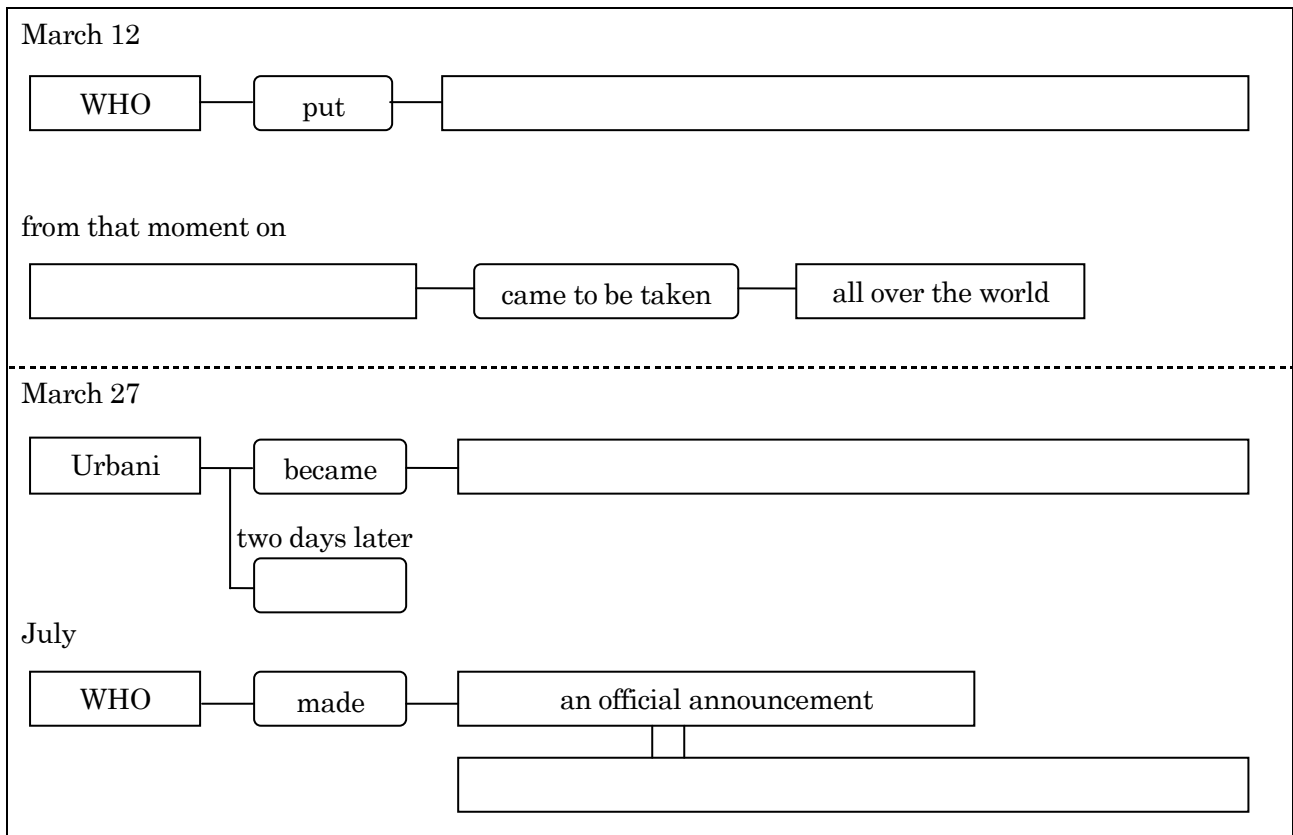 March 12
WHO put
from that moment on
came to be taken all over the world
March 27
Urbani became
two days later
July
WHO made an official announcement